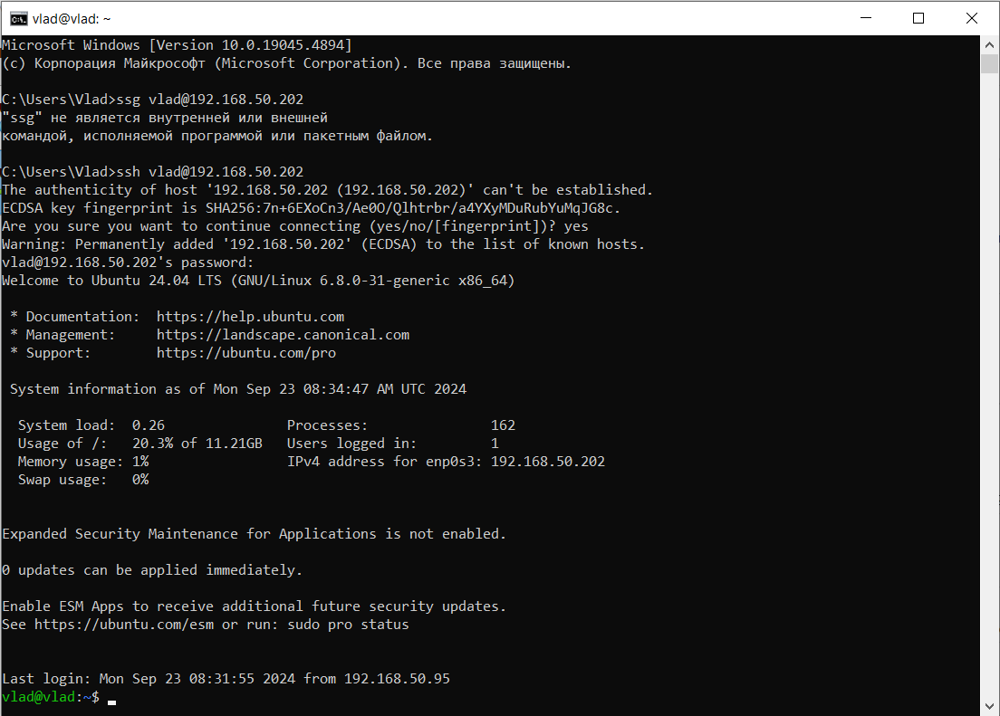 vlad@vlad: ~
Microsoft Windows [Version 10.0.19045.4894]
(c) Корпорация Майкрософт (Microsoft Corporation). Все права защищены.
C:\Users\Vlad>ssg vlad@192.168.50.202
"ssg" не является внутренней или внешней
командой, исполняемой программой или пакетным файлом.
C:\Users\Vlad>ssh vlad@192.168.50.202
The authenticity of host '192.168.50.202 (192.168.50.202)' can't be established.
ECDSA key fingerprint is SHA256:7n+6EXoCn3/Ae0O/Qlhtrbr/a4YXyMDuRubYuMqJG8c.
Are you sure you want to continue connecting (yes/no/[fingerprint])? yes
Warning: Permanently added '192.168.50.202' (ECDSA) to the list of known hosts.
vlad@192.168.50.202's password:
Welcome to Ubuntu 24.04 LTS (GNU/Linux 6.8.0-31-generic x86_64)
* Documentation:  https://help.ubuntu.com
* Management:     https://landscape.canonical.com
* Support:        https://ubuntu.com/pro
System information as of Mon Sep 23 08:34:47 AM UTC 2024
System load:  0.26               Processes:               162
Usage of /:   20.3% of 11.21GB   Users logged in:         1
Memory usage: 1%                 IPv4 address for enp0s3: 192.168.50.202
Swap usage:   0%
Expanded Security Maintenance for Applications is not enabled.
0 updates can be applied immediately.
Enable ESM Apps to receive additional future security updates.
See https://ubuntu.com/esm or run: sudo pro status
Last login: Mon Sep 23 08:31:55 2024 from 192.168.50.95
vlad@vlad:~$